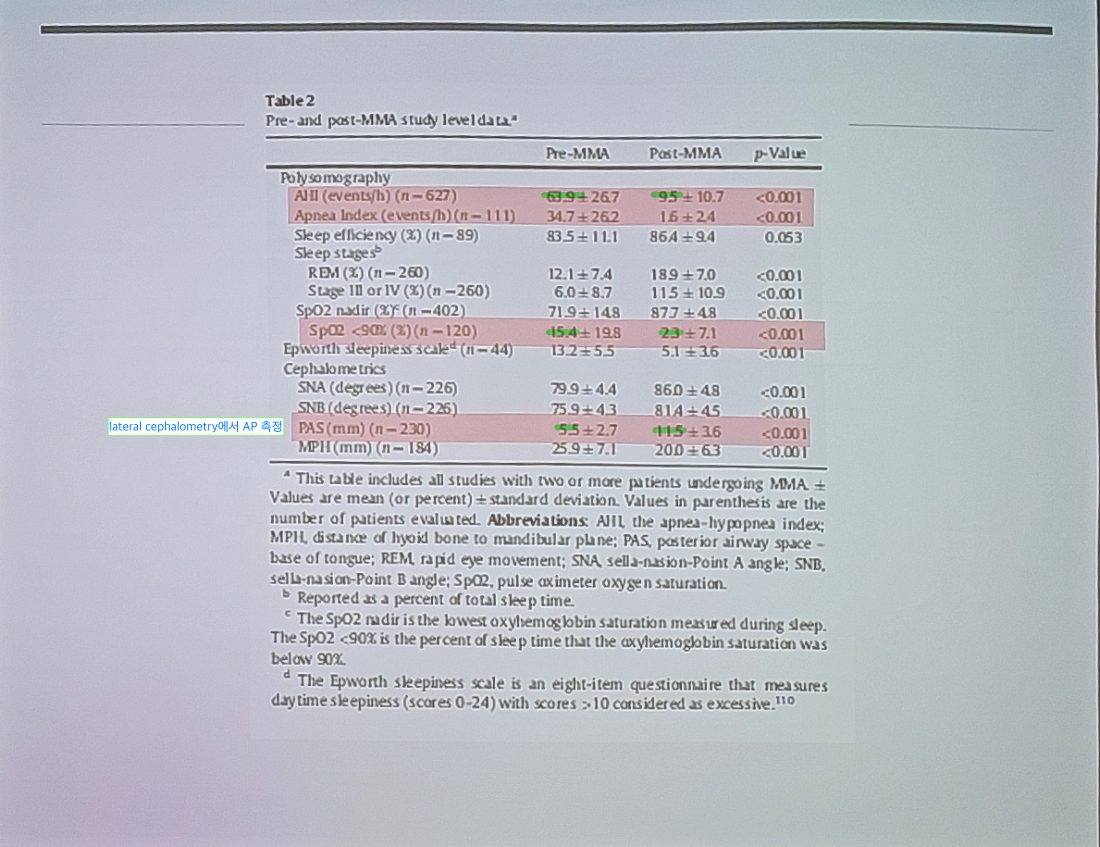 Table 2
Pre- and post-MMA study level data.a
Pre-MMA Post-MMA p-Value
Polysomography
AHI (events/h) (n = 627) 63.9 ± 26.7 9.5 ± 10.7 <0.001
Apnea Index (events/h) (n = 111) 34.7 ± 26.2 1.6 ± 2.4 <0.001
Sleep efficiency (%) (n = 89) 83.5 ± 11.1 86.4 ± 9.4 0.053
Sleep stagesb
REM (%) (n = 260) 12.1 ± 7.4 18.9 ± 7.0 <0.001
Stage III or IV (%) (n = 260) 6.0 ± 8.7 11.5 ± 10.9 <0.001
SpO2 nadir (%)c (n = 402) 71.9 ± 14.8 87.7 ± 4.8 <0.001
SpO2 <90% (%) (n = 120) 15.4 ± 19.8 2.3 ± 7.1 <0.001
Epworth sleepiness scaled (n = 44) 13.2 ± 5.5 5.1 ± 3.6 <0.001
Cephalometrics
SNA (degrees) (n = 226) 79.9 ± 4.4 86.0 ± 4.8 <0.001
SNB (degrees) (n = 226) 75.9 ± 4.3 81.4 ± 4.5 <0.001
lateral cephalometry에서 AP 측정
PAS (mm) (n = 230) 5.5 ± 2.7 11.5 ± 3.6 <0.001
MPH (mm) (n = 184) 25.9 ± 7.1 20.0 ± 6.3 <0.001
a This table includes all studies with two or more patients undergoing MMA. ±
Values are mean (or percent) ± standard deviation. Values in parenthesis are the
number of patients evaluated. Abbreviations: AHI, the apnea-hypopnea index;
MPH, distance of hyoid bone to mandibular plane; PAS, posterior airway space –
base of tongue; REM, rapid eye movement; SNA, sella-nasion-Point A angle; SNB,
sella-nasion-Point B angle; SpO2, pulse oximeter oxygen saturation.
b Reported as a percent of total sleep time.
c The SpO2 nadir is the lowest oxyhemoglobin saturation measured during sleep.
The SpO2 <90% is the percent of sleep time that the oxyhemoglobin saturation was
below 90%.
d The Epworth sleepiness scale is an eight-item questionnaire that measures
daytime sleepiness (scores 0–24) with scores >10 considered as excessive.110